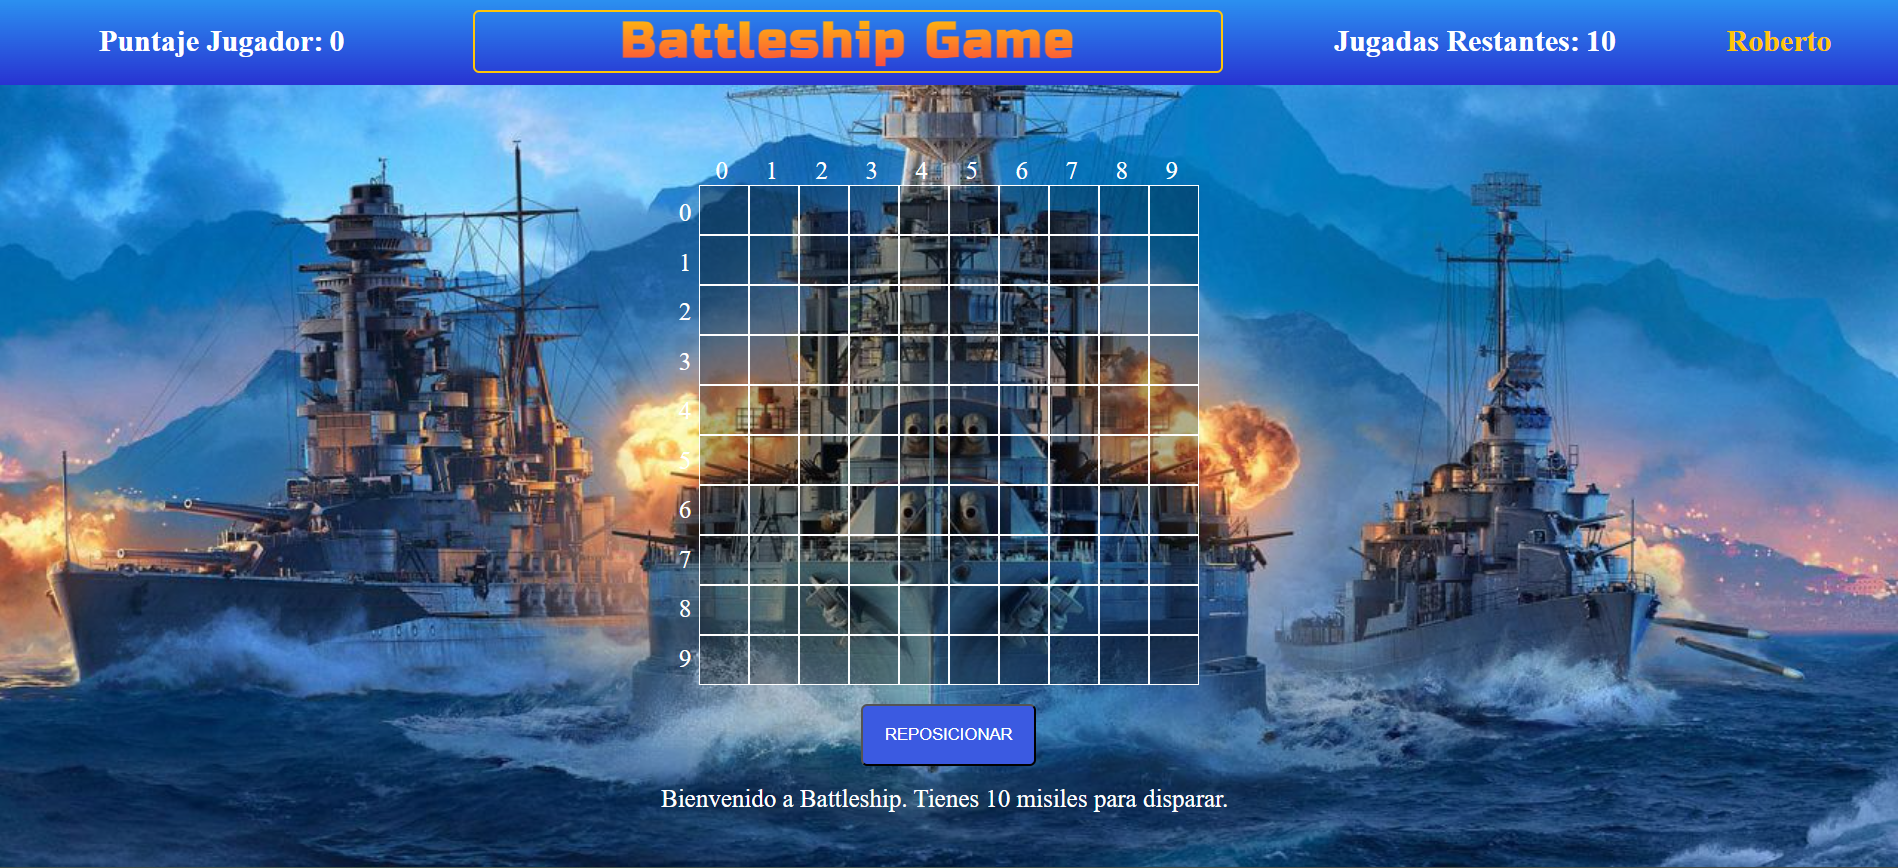 Puntaje Jugador: 0
Battleship Game
Jugadas Restantes: 10
Roberto
0 1 2 3 4 5 6 7 8 9
0
1
2
3
4
5
6
7
8
9
REPOSICIONAR
Bienvenido a Battleship. Tienes 10 misiles para disparar.